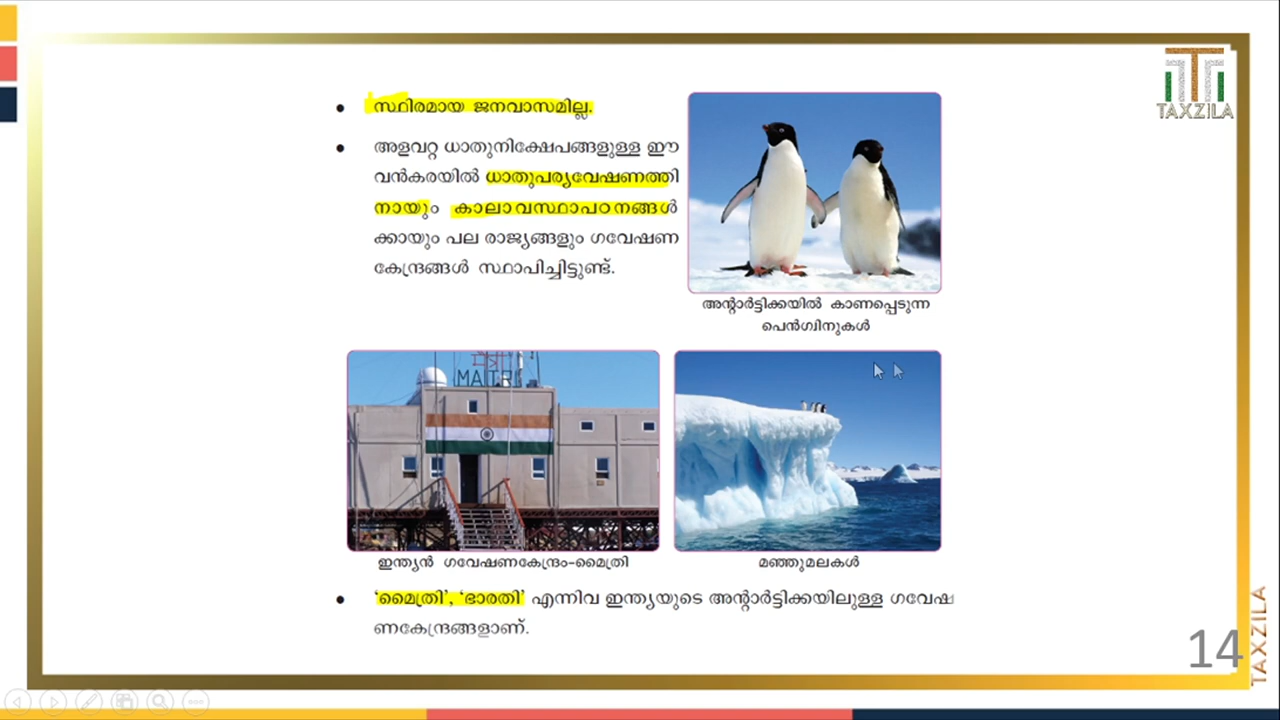 TAXZILA
സ്ഥിരമായ ജനവാസമില്ല.
അളവറ്റ ധാതുനിക്ഷേപങ്ങളുള്ള ഈ
വൻകരയിൽ ധാതുപര്യവേഷണത്തി
നായും കാലാവസ്ഥാപഠനങ്ങൾ
ക്കായും പല രാജ്യങ്ങളും ഗവേഷണ
കേന്ദ്രങ്ങൾ സ്ഥാപിച്ചിട്ടുണ്ട്.
അന്റാർട്ടിക്കയിൽ കാണപ്പെടുന്ന
പെൻഗ്വിനുകൾ
MAITRI
ഇന്ത്യൻ ഗവേഷണകേന്ദ്രം-മൈത്രി
മഞ്ഞുമലകൾ
'മൈത്രി', 'ഭാരതി' എന്നിവ ഇന്ത്യയുടെ അന്റാർട്ടിക്കയിലുള്ള ഗവേഷ
ണകേന്ദ്രങ്ങളാണ്.
14
TAXZILA